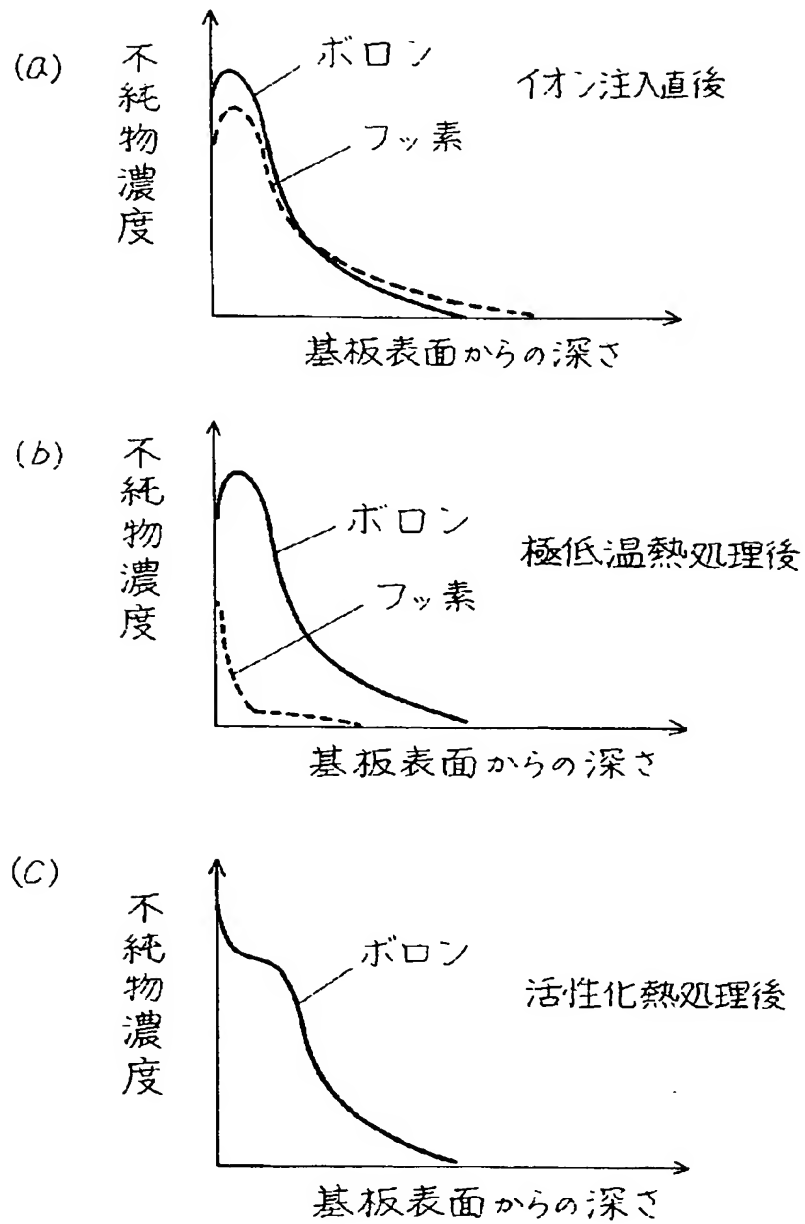 (a)
不純物濃度
ボロン
フッ素
イオン注入直後
基板表面からの深さ
(b)
不純物濃度
ボロン
フッ素
極低温熱処理後
基板表面からの深さ
(C)
不純物濃度
ボロン
活性化熱処理後
基板表面からの深さ